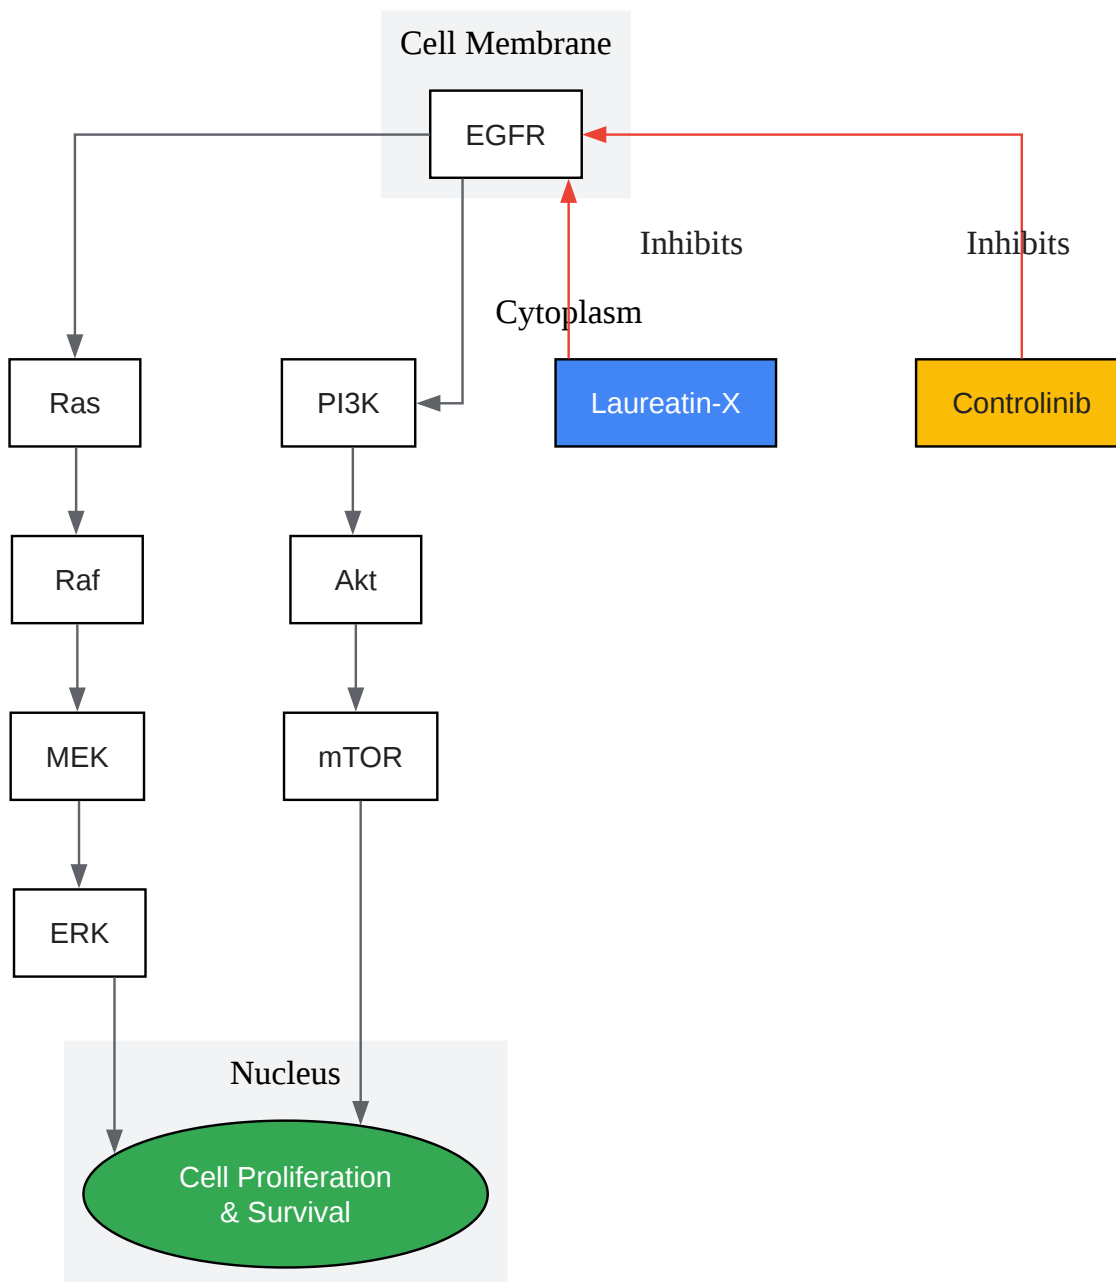 Cell Membrane
EGFR
Inhibits
Inhibits
Cytoplasm
Ras
PI3K
Laureatin-X
Controlinib
Raf
Akt
MEK
mTOR
ERK
Nucleus
Cell Proliferation
& Survival